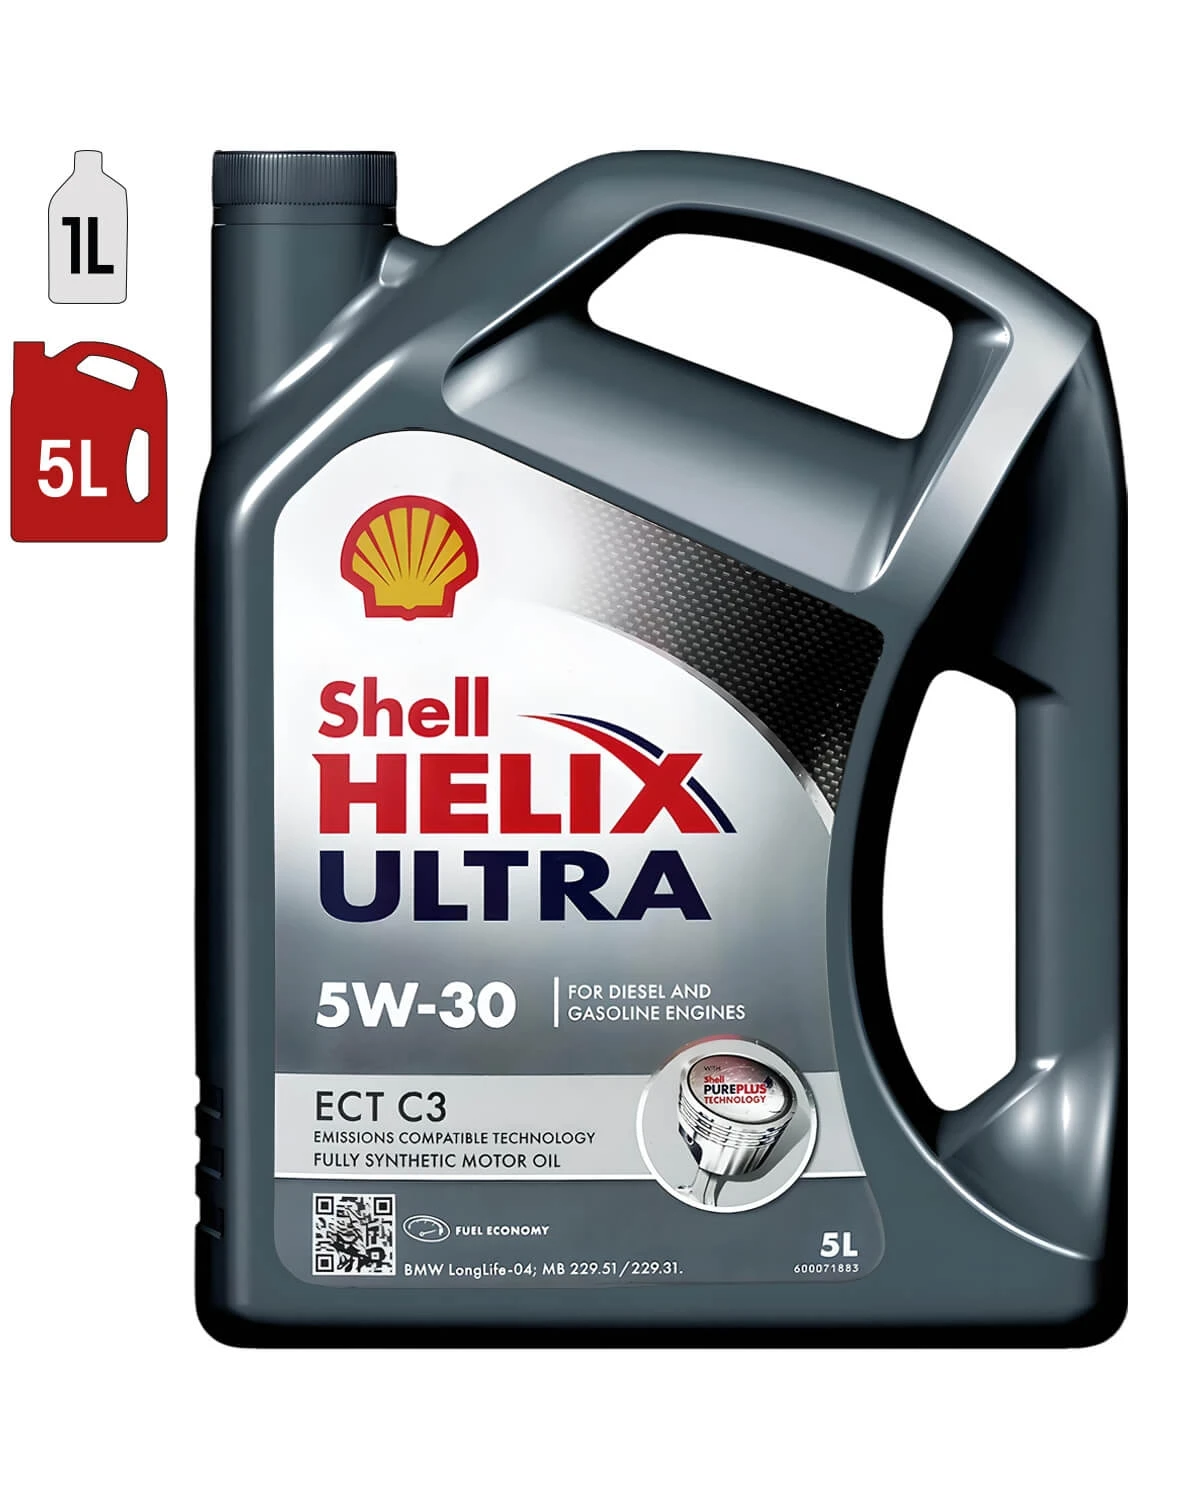 1L
5L
Shell
HELIX
ULTRA
5W-30
FOR DIESEL AND
GASOLINE ENGINES
WITH
Shell
PUREPLUS
TECHNOLOGY
ECT C3
EMISSIONS COMPATIBLE TECHNOLOGY
FULLY SYNTHETIC MOTOR OIL
FUEL ECONOMY
BMW LongLife-04; MB 229.51/229.31.
5L
600071883